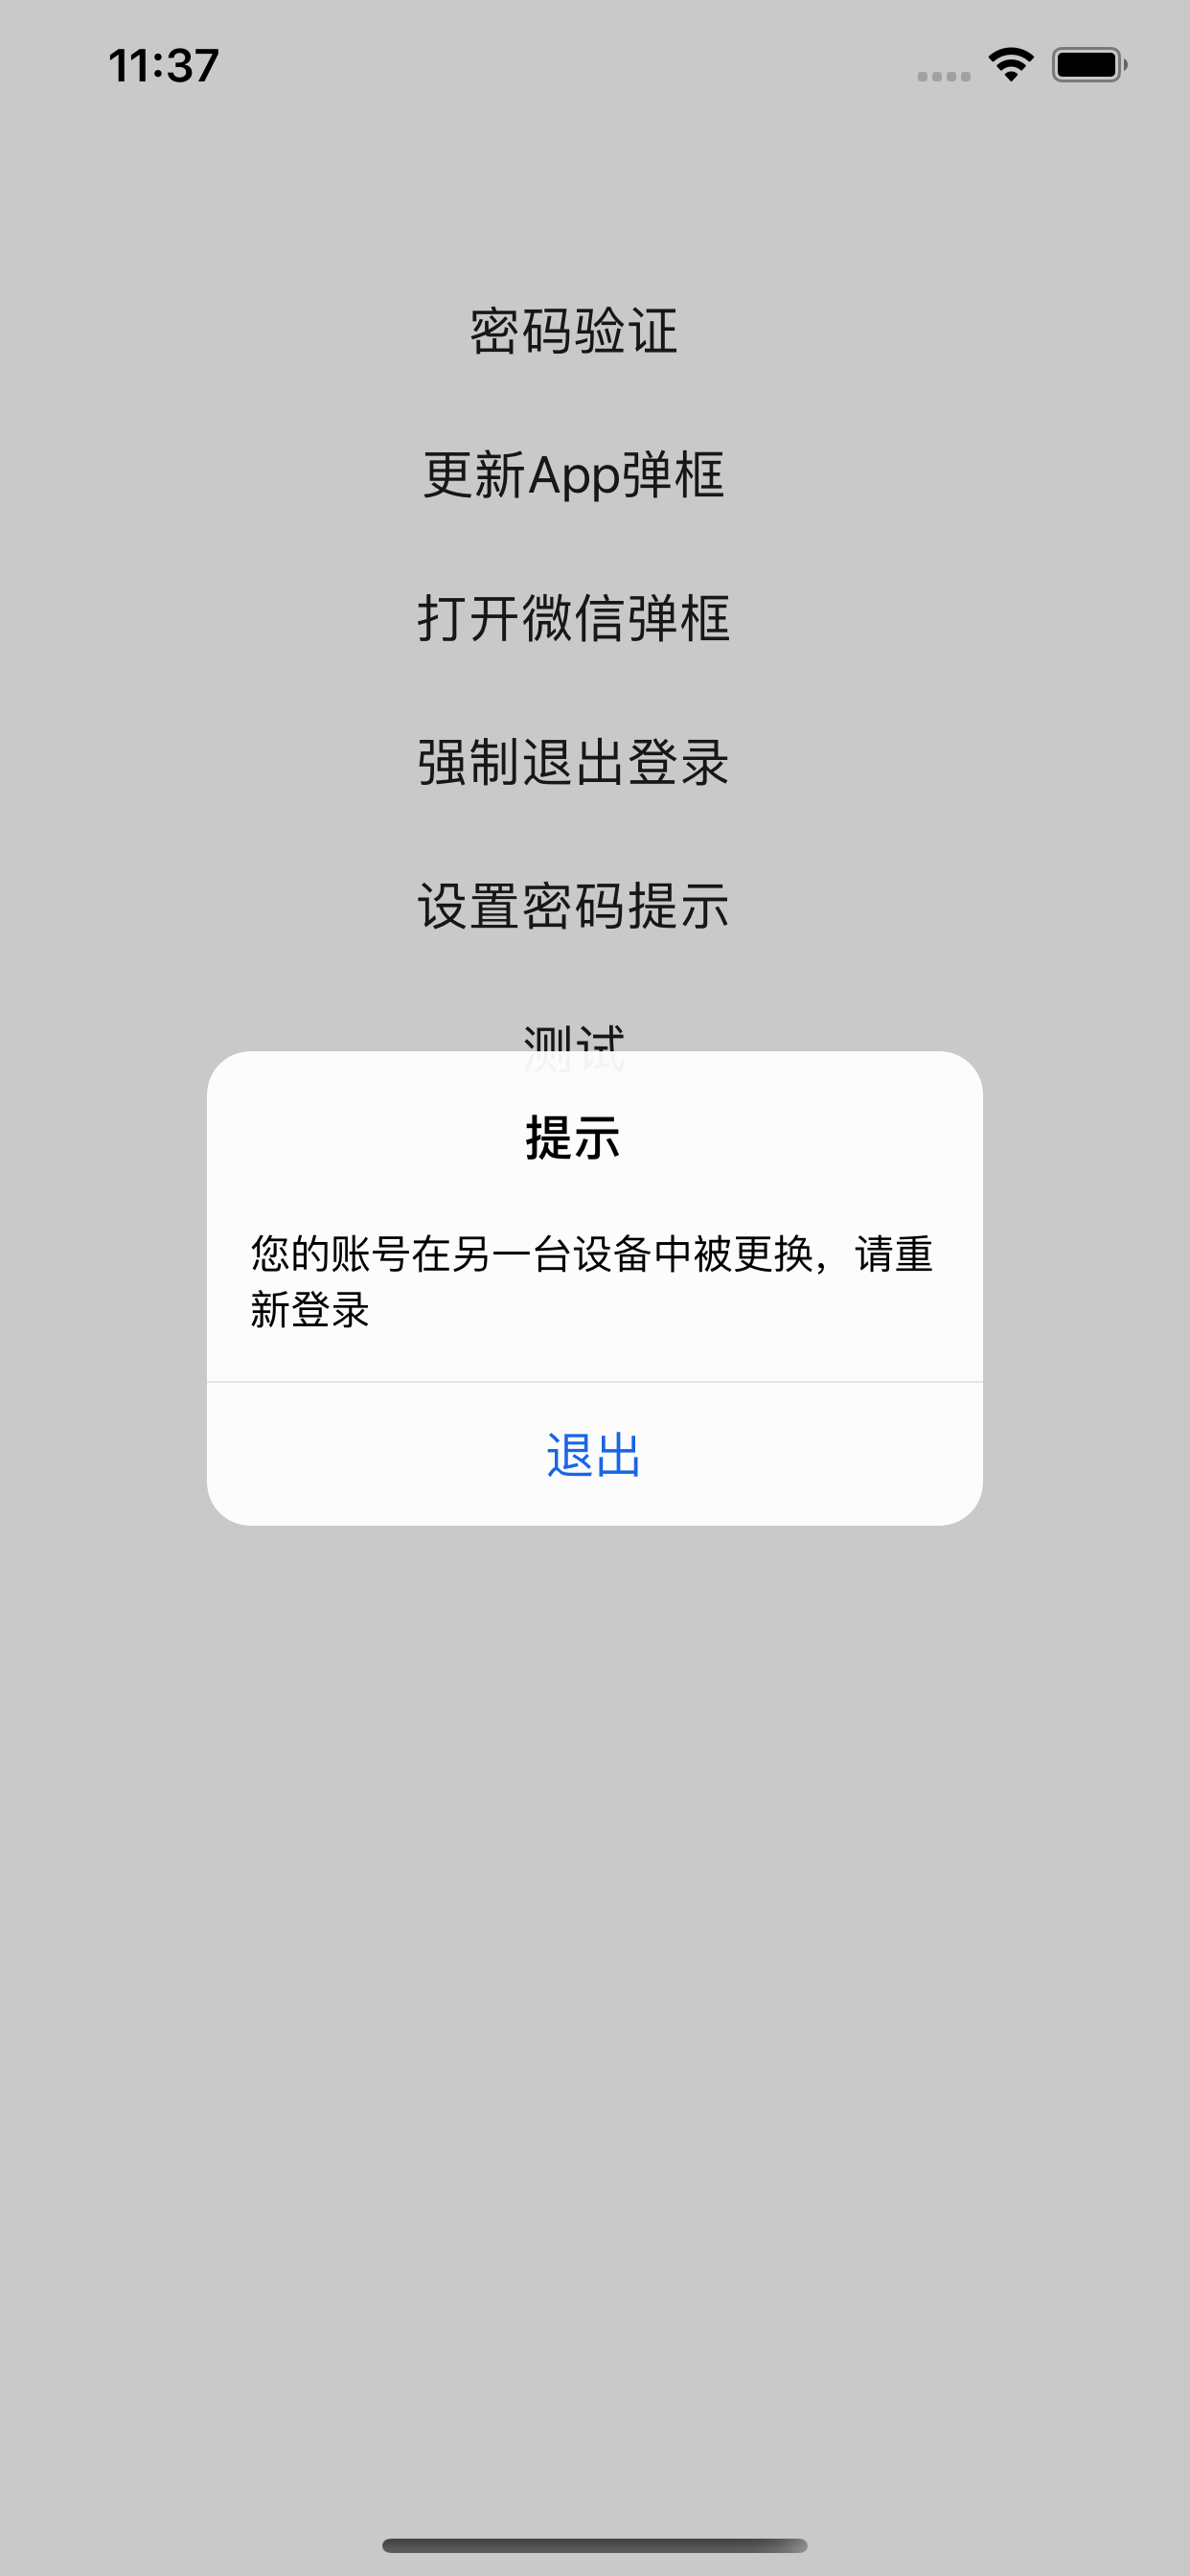 11:37
密码验证
更新App弹框
打开微信弹框
强制退出登录
设置密码提示
测试
提示
您的账号在另一台设备中被更换，请重
新登录
退出